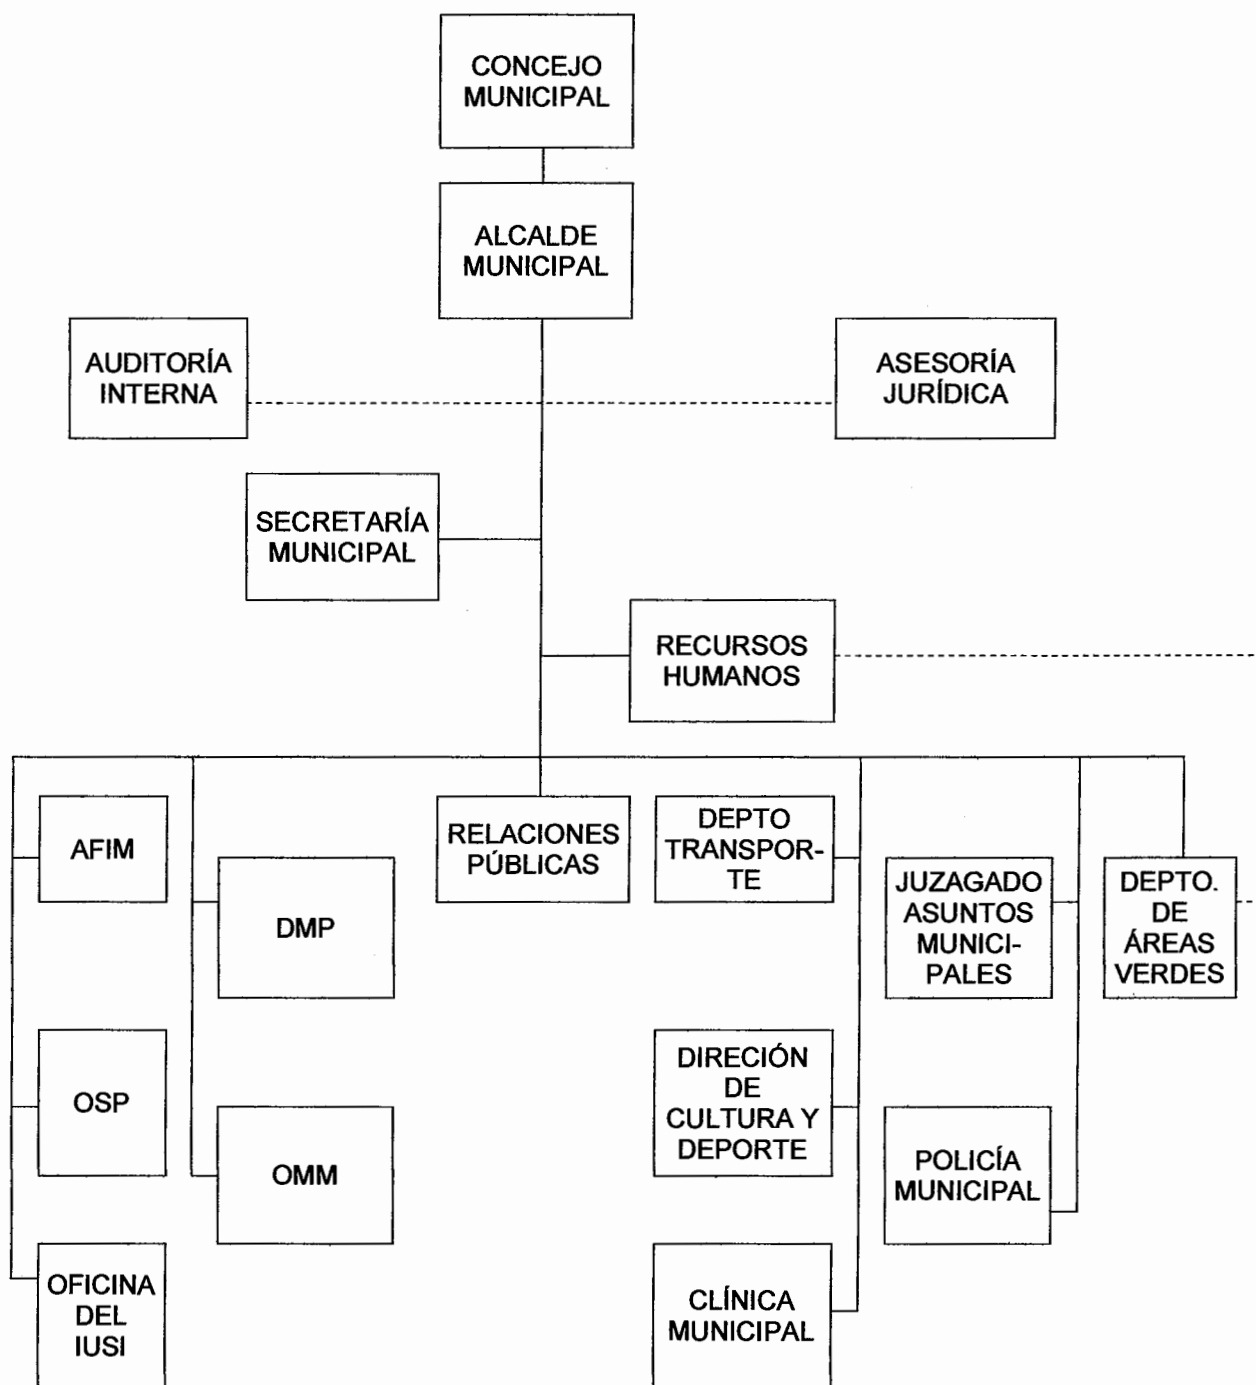 CONCEJO
MUNICIPAL
ALCALDE
MUNICIPAL
AUDITORÍA
INTERNA
ASESORÍA
JURÍDICA
SECRETARÍA
MUNICIPAL
RECURSOS
HUMANOS
AFIM
DMP
RELACIONES
PÚBLICAS
DEPTO
TRANSPOR-
TE
JUZAGADO
ASUNTOS
MUNICI-
PALES
DEPTO.
DE
ÁREAS
VERDES
OSP
OMM
DIRECIÓN
DE
CULTURA Y
DEPORTE
POLICÍA
MUNICIPAL
OFICINA
DEL
IUSI
CLÍNICA
MUNICIPAL